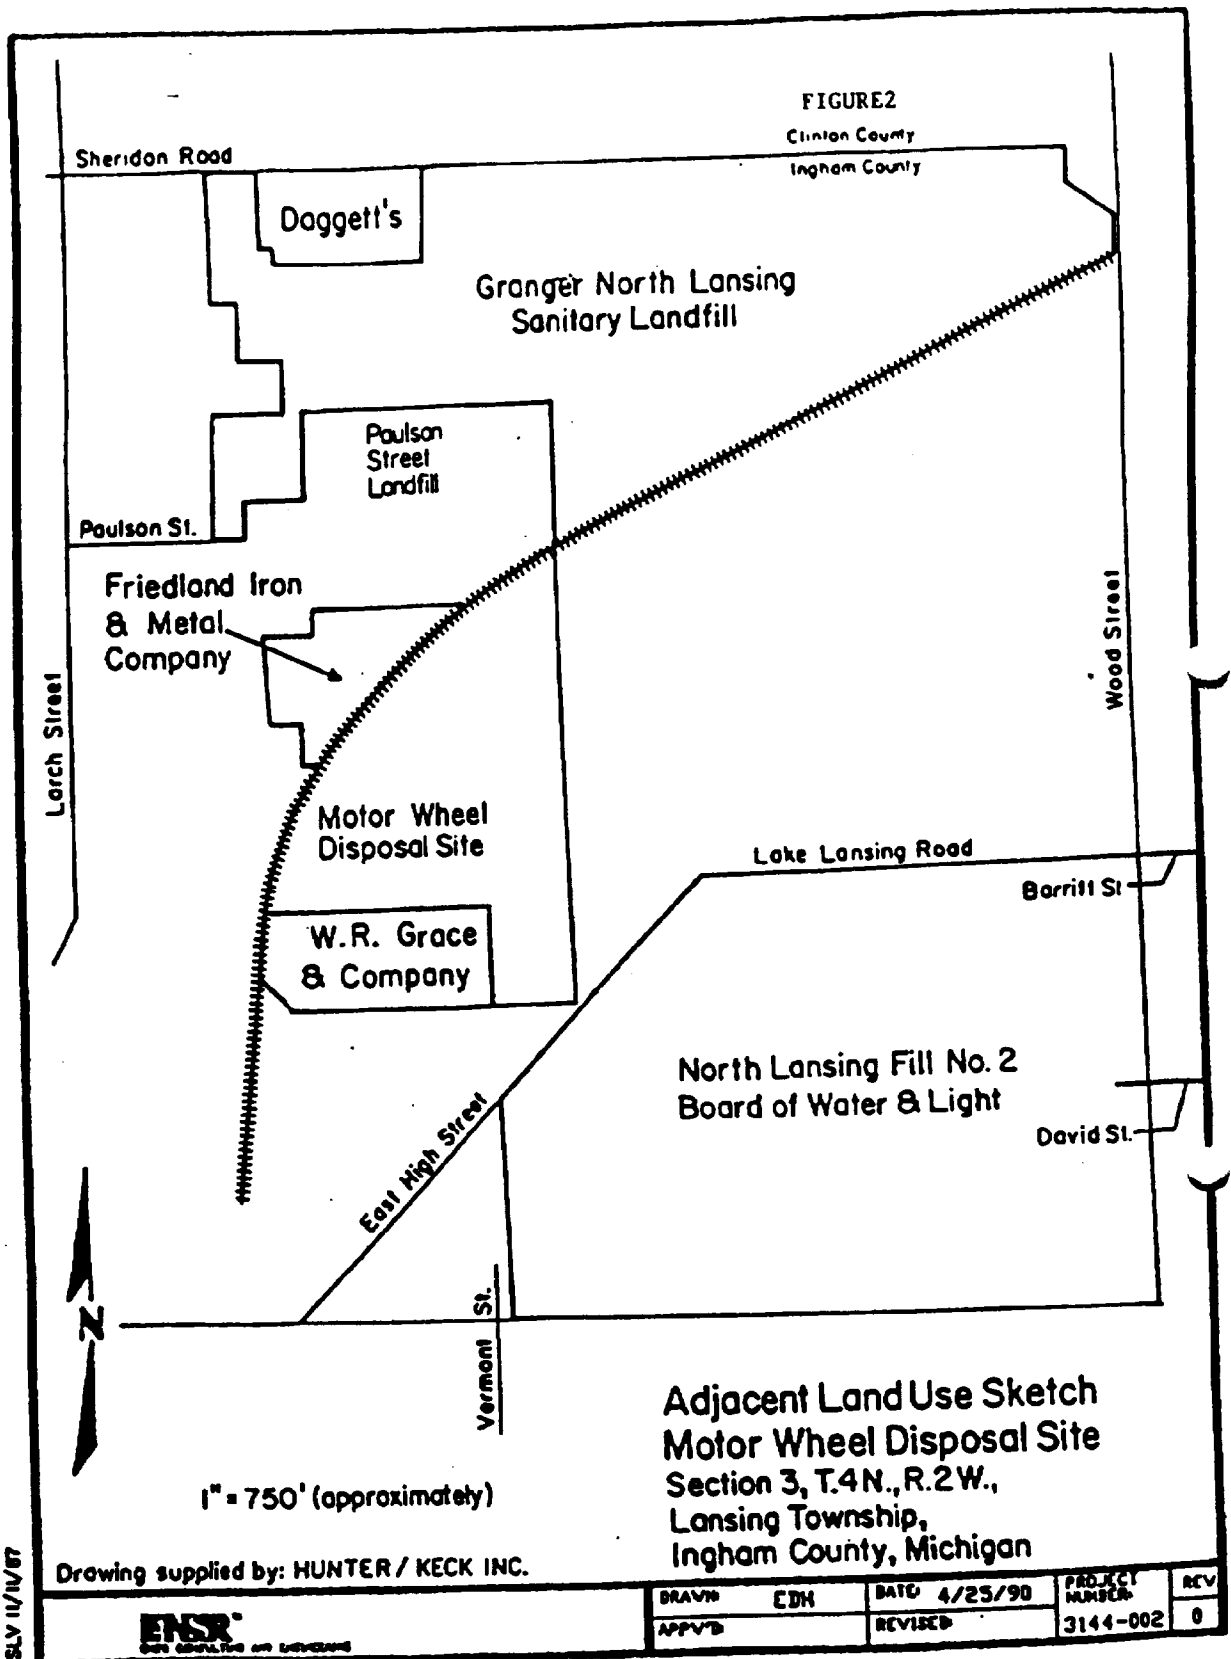 FIGURE2
Clinton County
Ingham County
Sheridon Road
Daggett's
Granger North Lansing
Sanitary Landfill
Paulson
Street
Landfill
Paulson St.
Friedland Iron
& Metal
Company
Larch Street
Wood Street
Motor Wheel
Disposal Site
Lake Lansing Road
Barritt St
W.R. Grace
& Company
North Lansing Fill No. 2
Board of Water & Light
David St.
East High Street
N
Vermont St.
Adjacent Land Use Sketch
Motor Wheel Disposal Site
Section 3, T.4N., R.2W.,
Lansing Township,
Ingham County, Michigan
1" = 750' (approximately)
Drawing supplied by: HUNTER / KECK INC.
SLV 11/11/87
ENSR
DRAWN EDH
DATE 4/25/90
PROJECT
NUMBER
REV
APPV'D
REVISED
3144-002
0